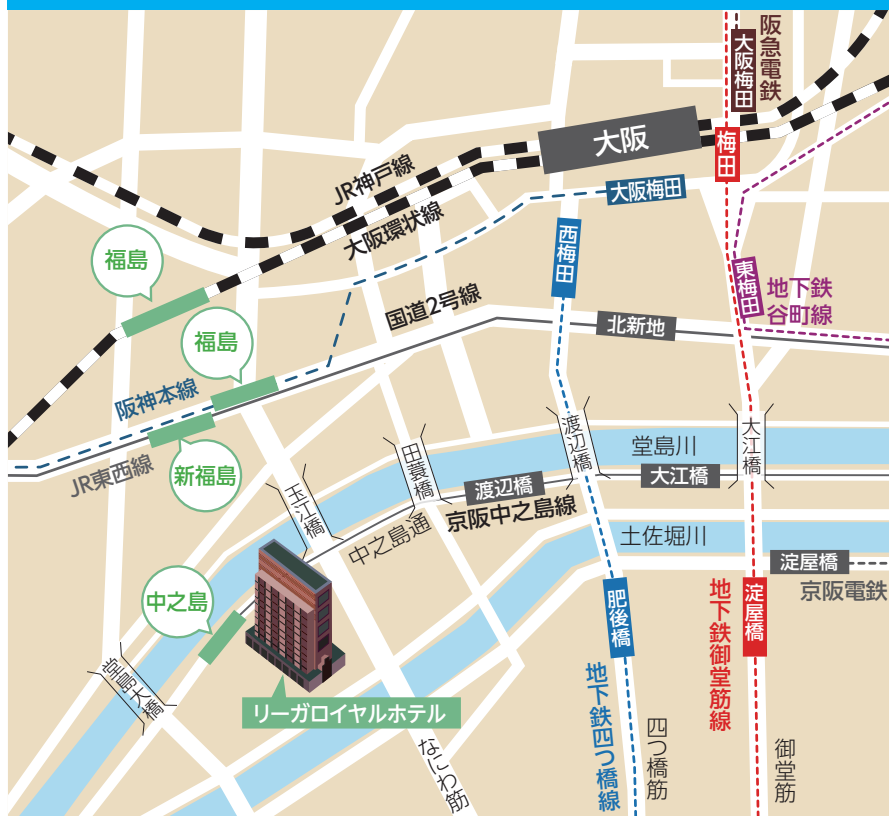 阪急電鉄
大阪梅田
大阪
梅田
JR神戸線
大阪環状線
大阪梅田
西梅田
福島
東梅田
地下鉄
谷町線
国道2号線
北新地
福島
阪神本線
新福島
JR東西線
玉江橋
田蓑橋
渡辺橋
堂島川
大江橋
渡辺橋
大江橋
京阪中之島線
中之島通
土佐堀川
淀屋橋
京阪電鉄
中之島
肥後橋
淀屋橋
地下鉄御堂筋線
堂島大橋
リーガロイヤルホテル
地下鉄四つ橋線
四つ橋筋
なにわ筋
御堂筋